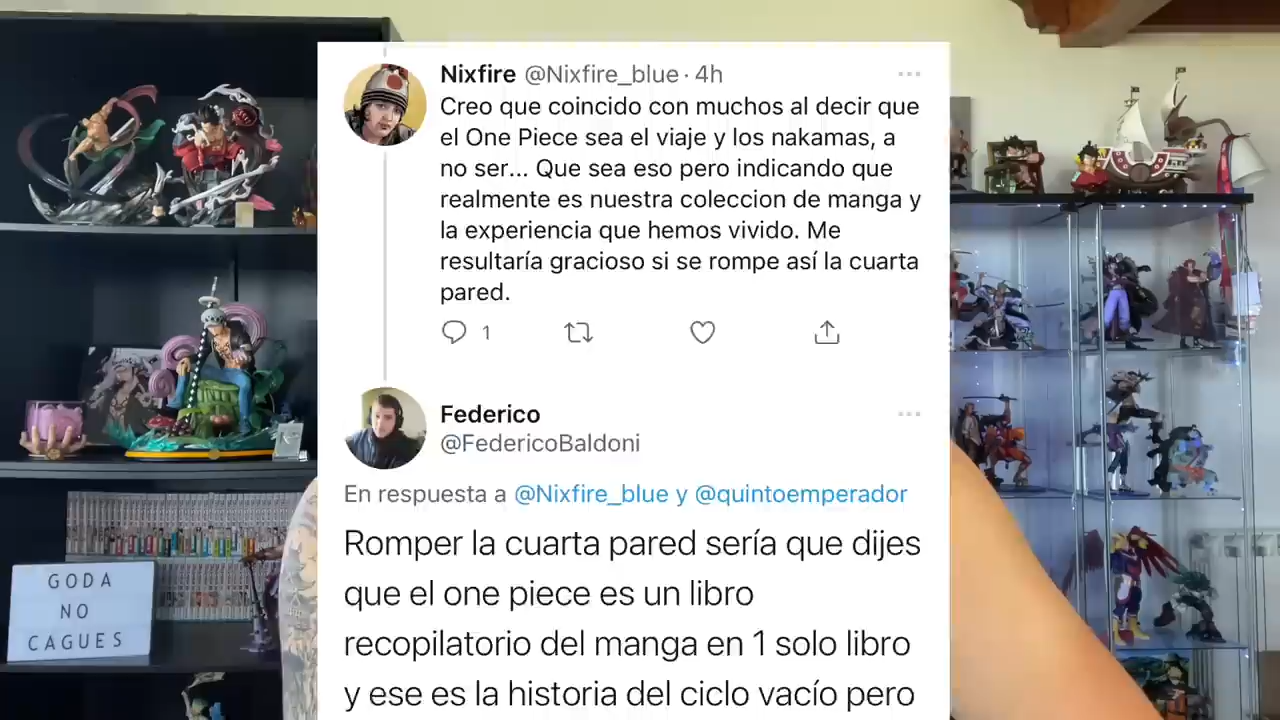 Nixfire @Nixfire_blue · 4h
Creo que coincido con muchos al decir que
el One Piece sea el viaje y los nakamas, a
no ser... Que sea eso pero indicando que
realmente es nuestra coleccion de manga y
la experiencia que hemos vivido. Me
resultaría gracioso si se rompe así la cuarta
pared.
1
Federico
@FedericoBaldoni
En respuesta a @Nixfire_blue y @quintoemperador
Romper la cuarta pared sería que dijes
que el one piece es un libro
recopilatorio del manga en 1 solo libro
y ese es la historia del ciclo vacío pero
GODA
NO
CAGUES